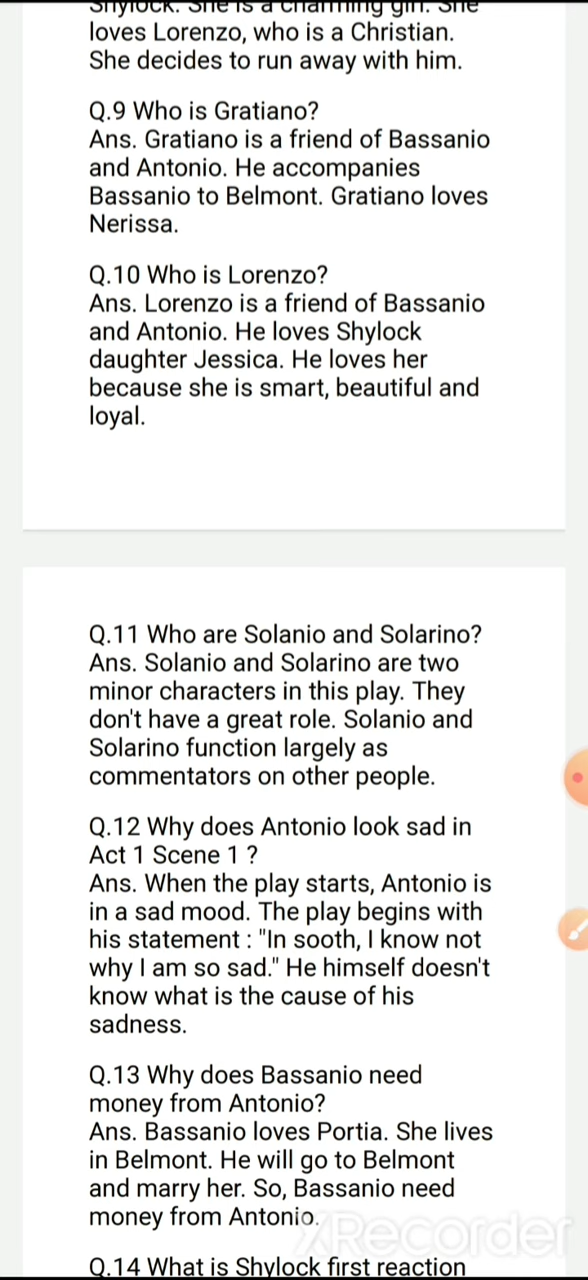 Shylock. She is a charming girl. She
loves Lorenzo, who is a Christian.
She decides to run away with him.
Q.9 Who is Gratiano?
Ans. Gratiano is a friend of Bassanio
and Antonio. He accompanies
Bassanio to Belmont. Gratiano loves
Nerissa.
Q.10 Who is Lorenzo?
Ans. Lorenzo is a friend of Bassanio
and Antonio. He loves Shylock
daughter Jessica. He loves her
because she is smart, beautiful and
loyal.
Q.11 Who are Solanio and Solarino?
Ans. Solanio and Solarino are two
minor characters in this play. They
don't have a great role. Solanio and
Solarino function largely as
commentators on other people.
Q.12 Why does Antonio look sad in
Act 1 Scene 1 ?
Ans. When the play starts, Antonio is
in a sad mood. The play begins with
his statement : "In sooth, I know not
why I am so sad." He himself doesn't
know what is the cause of his
sadness.
Q.13 Why does Bassanio need
money from Antonio?
Ans. Bassanio loves Portia. She lives
in Belmont. He will go to Belmont
and marry her. So, Bassanio need
money from Antonio.
XRecorder
Q.14 What is Shylock first reaction